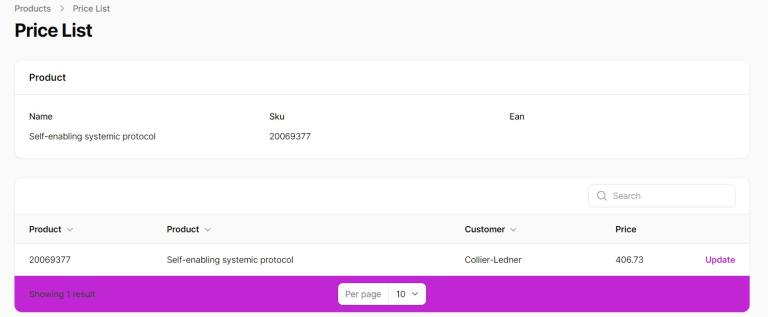 Products > Price List
Price List
Product
Name Sku Ean
Self-enabling systemic protocol 20069377
Search
Product Product Customer Price
20069377 Self-enabling systemic protocol Collier-Ledner 406.73 Update
Showing 1 result Per page 10